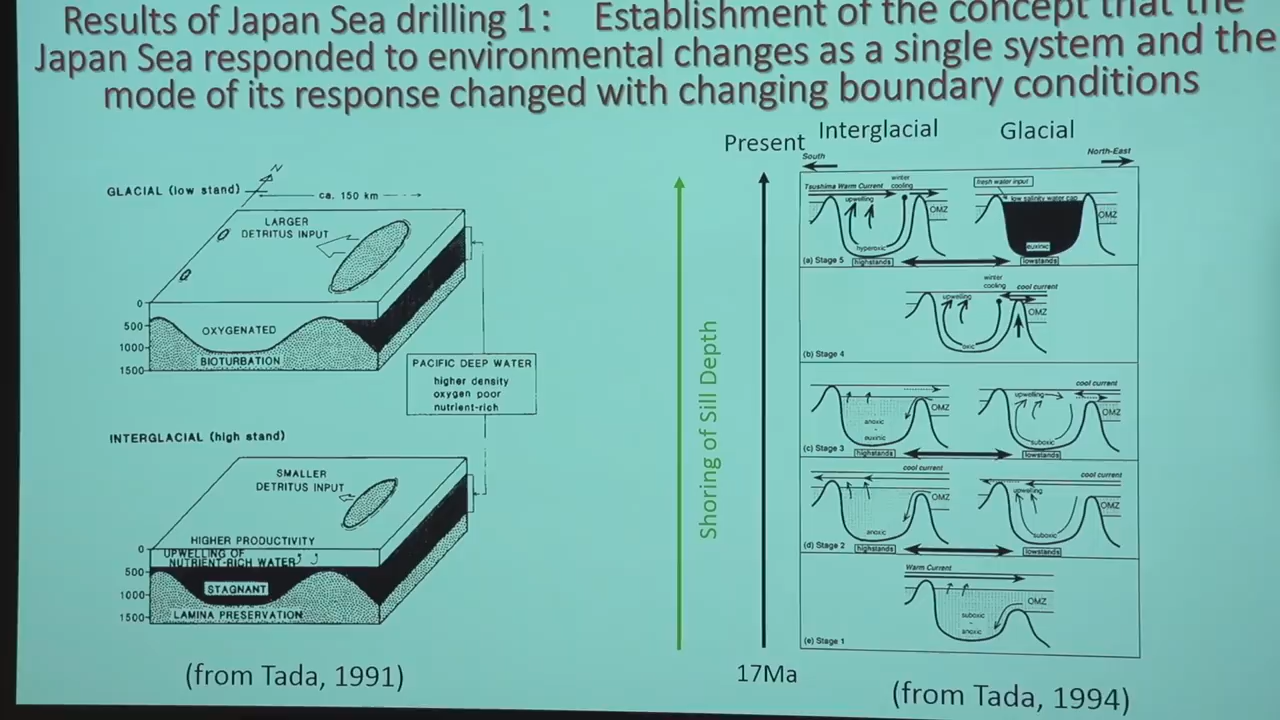 Results of Japan Sea drilling 1: Establishment of the concept that the
Japan Sea responded to environmental changes as a single system and the
mode of its response changed with changing boundary conditions
GLACIAL (low stand)
N
ca. 150 km
LARGER
DETRITUS INPUT
0
500
1000
1500
OXYGENATED
BIOTURBATION
PACIFIC DEEP WATER
higher density
oxygen poor
nutrient-rich
INTERGLACIAL (high stand)
SMALLER
DETRITUS INPUT
HIGHER PRODUCTIVITY
UPWELLING OF
NUTRIENT-RICH WATER
0
500
1000
1500
STAGNANT
LAMINA PRESERVATION
(from Tada, 1991)
Shoring of Sill Depth
Present
17Ma
Interglacial
Glacial
South
North-East
Tsushima Warm Current
winter
cooling
upwelling
OMZ
hyperoxic
(a) Stage 5
highstands
fresh water input
low salinity water cap
OMZ
euxinic
lowstands
winter
cooling
cool current
upwelling
OMZ
oxic
(b) Stage 4
OMZ
anoxic
euxinic
(c) Stage 3
highstands
cool current
upwelling
OMZ
suboxic
lowstands
cool current
OMZ
anoxic
(d) Stage 2
highstands
cool current
upwelling
OMZ
suboxic
lowstands
Warm Current
OMZ
suboxic
-
anoxic
(e) Stage 1
(from Tada, 1994)